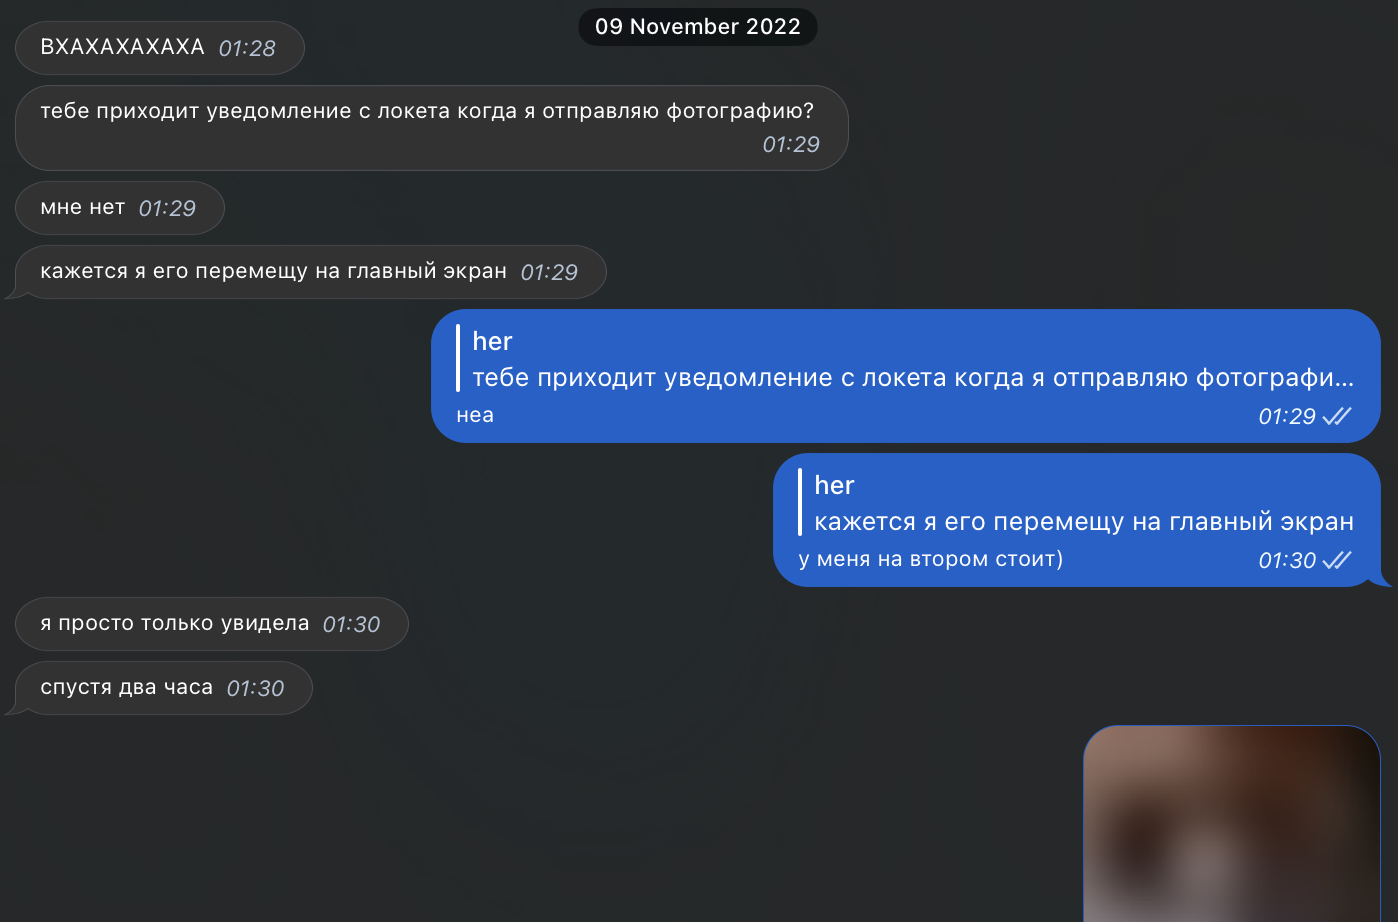 09 November 2022
ВХАХАХАХАХА 01:28
тебе приходит уведомление с локета когда я отправляю фотографию?
01:29
мне нет 01:29
кажется я его перемещу на главный экран 01:29
her
тебе приходит уведомление с локета когда я отправляю фотографи...
неа 01:29
her
кажется я его перемещу на главный экран
у меня на втором стоит) 01:30
я просто только увидела 01:30
спустя два часа 01:30